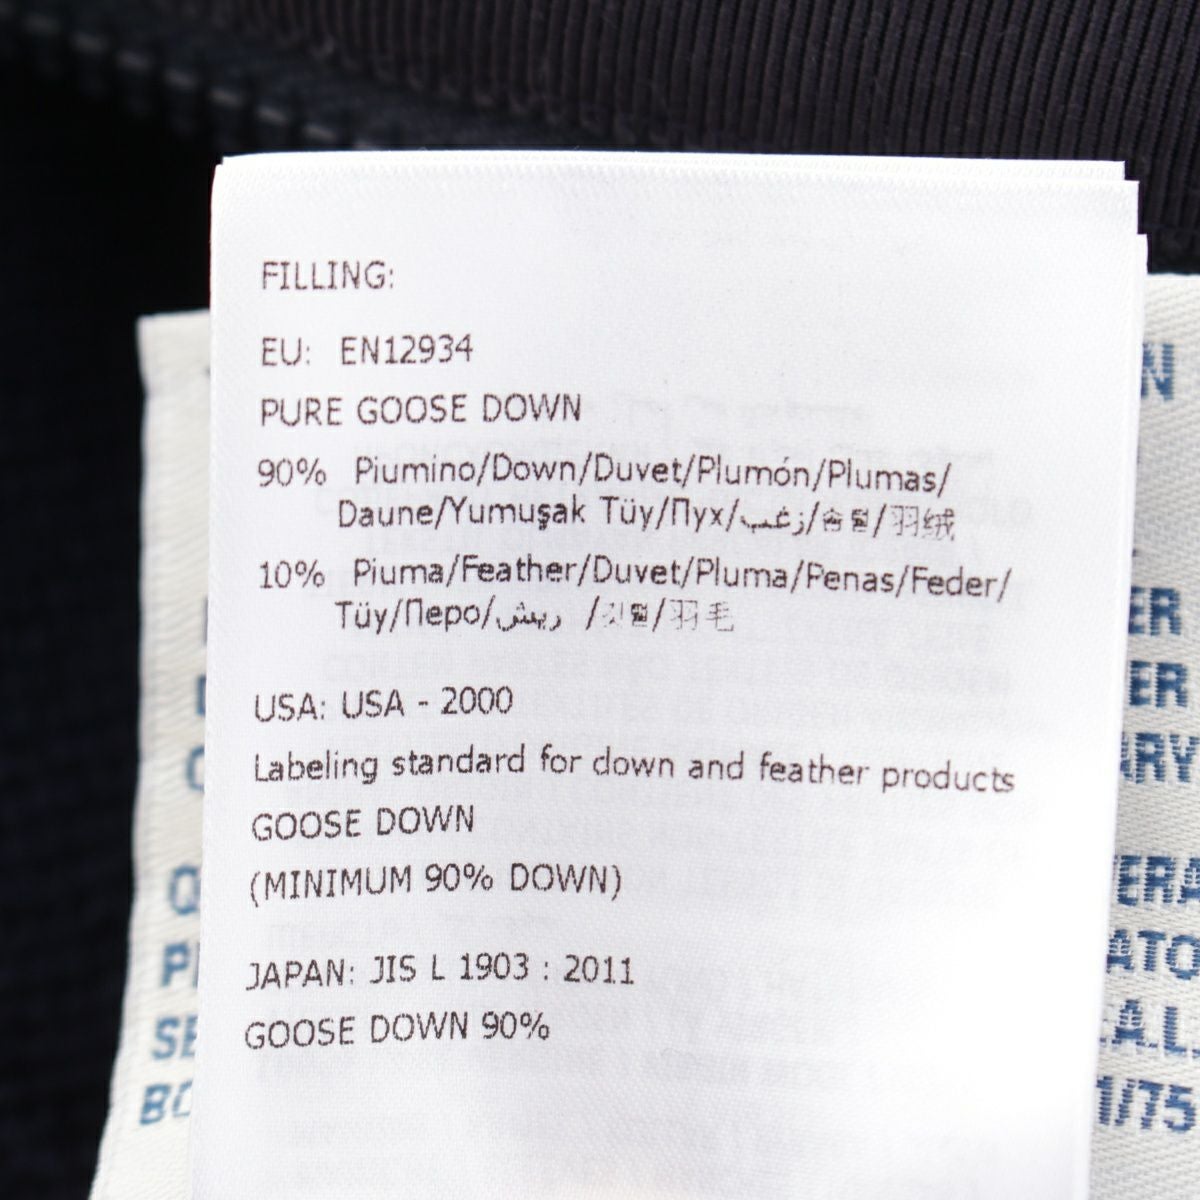 FILLING:
EU: EN12934
PURE GOOSE DOWN
90% Piumino/Down/Duvet/Plumón/Plumas/
Daune/Yumuşak Tüy/Пух/زغب/솜털/羽绒
10% Piuma/Feather/Duvet/Pluma/Penas/Feder/
Tüy/Перо/ريش /깃털/羽毛
USA: USA - 2000
Labeling standard for down and feather products
GOOSE DOWN
(MINIMUM 90% DOWN)
JAPAN: JIS L 1903 : 2011
GOOSE DOWN 90%